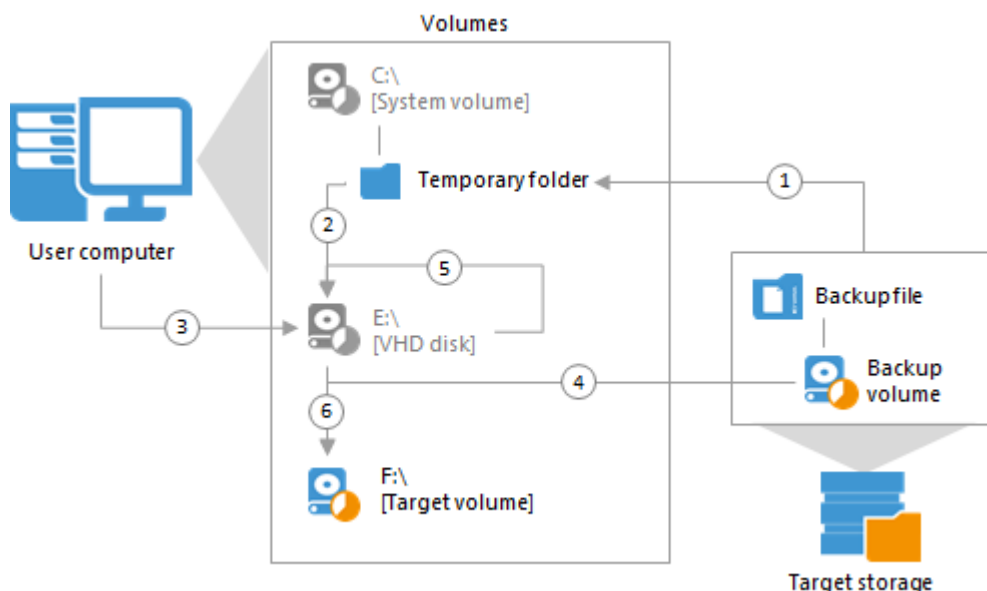 Volumes
C:\
[System volume]
Temporary folder
1
2
User computer
5
Backup file
E:\
[VHD disk]
3
4
Backup
volume
6
F:\
[Target volume]
Target storage